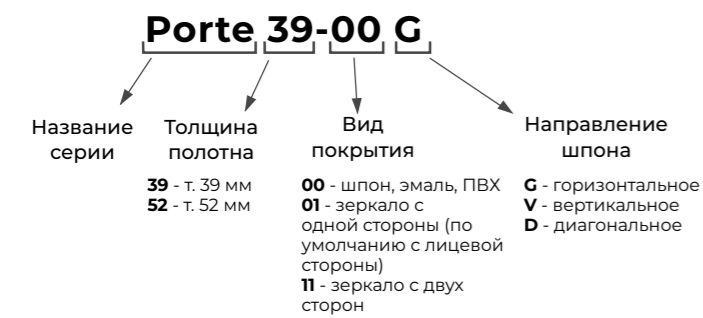 Porte 39-00 G
Название
серии
Толщина
полотна
39 - т. 39 мм
52 - т. 52 мм
Вид
покрытия
00 - шпон, эмаль, ПВХ
01 - зеркало с
одной стороны (по
умолчанию с лицевой
стороны)
11 - зеркало с двух
сторон
Направление
шпона
G - горизонтальное
V - вертикальное
D - диагональное